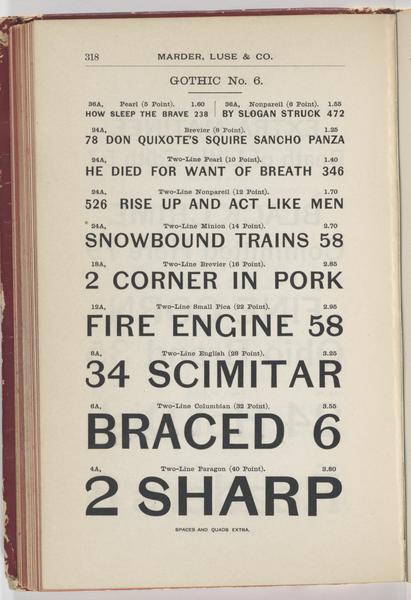 318 MARDER, LUSE & CO.
GOTHIC No. 6.
36A, Pearl (5 Point). 1.60
HOW SLEEP THE BRAVE 238
36A, Nonpareil (6 Point). 1.55
BY SLOGAN STRUCK 472
24A, Brevier (8 Point). 1.25
78 DON QUIXOTE'S SQUIRE SANCHO PANZA
24A, Two-Line Pearl (10 Point). 1.40
HE DIED FOR WANT OF BREATH 346
24A, Two-Line Nonpareil (12 Point). 1.70
526 RISE UP AND ACT LIKE MEN
24A, Two-Line Minion (14 Point). 2.70
SNOWBOUND TRAINS 58
18A, Two-Line Brevier (16 Point). 2.85
2 CORNER IN PORK
12A, Two-Line Small Pica (22 Point). 2.95
FIRE ENGINE 58
8A, Two-Line English (28 Point). 3.25
34 SCIMITAR
6A, Two-Line Columbian (32 Point). 3.55
BRACED 6
4A, Two-Line Paragon (40 Point). 3.80
2 SHARP
SPACES AND QUADS EXTRA.